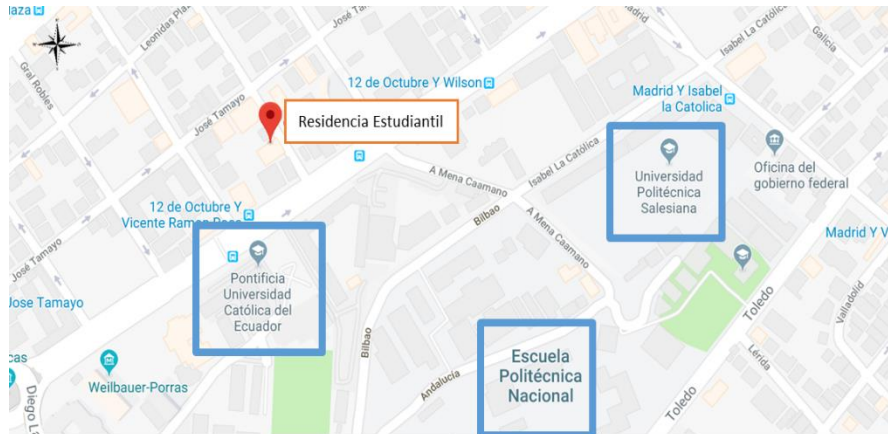 laza
Leonidas Pla
José Ta
Gral Robles
José Tamayo
12 de Octubre Y Wilson
Residencia Estudiantil
Madrid
Isabel La Católica
Galicia
Madrid Y Isabel
la Catolica
Universidad
Politécnica
Salesiana
Oficina del
gobierno federal
A Mena Caamano
Isabel La Católica
12 de Octubre Y
Vicente Ramon
Bilbao
A Mena Caamano
Madrid Y V
José Tamayo
Jose Tamayo
Pontificia
Universidad
Católica del
Ecuador
Toledo
Valladolid
Bilbao
Escuela
Politécnica
Nacional
Andalucía
Lérida
cas
Weilbauer-Porras
Diego L
Toledo